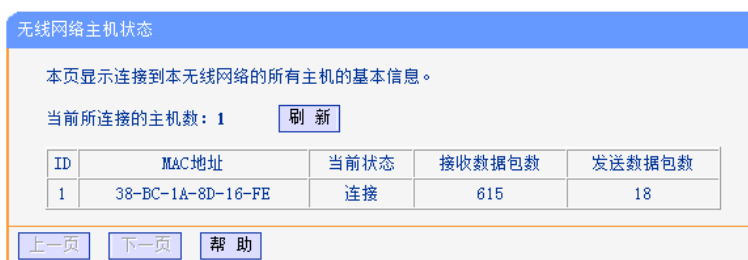 无线网络主机状态
本页显示连接到本无线网络的所有主机的基本信息。
当前所连接的主机数：1 刷 新
ID MAC地址 当前状态 接收数据包数 发送数据包数
1 38-BC-1A-8D-16-FE 连接 615 18
上一页 下一页 帮 助